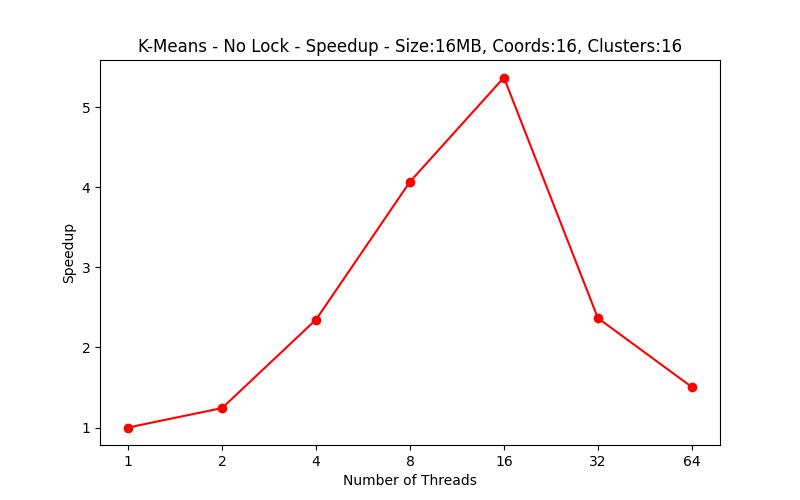 K-Means - No Lock - Speedup - Size:16MB, Coords:16, Clusters:16
5
4
3
2
1
Speedup
1 2 4 8 16 32 64
Number of Threads